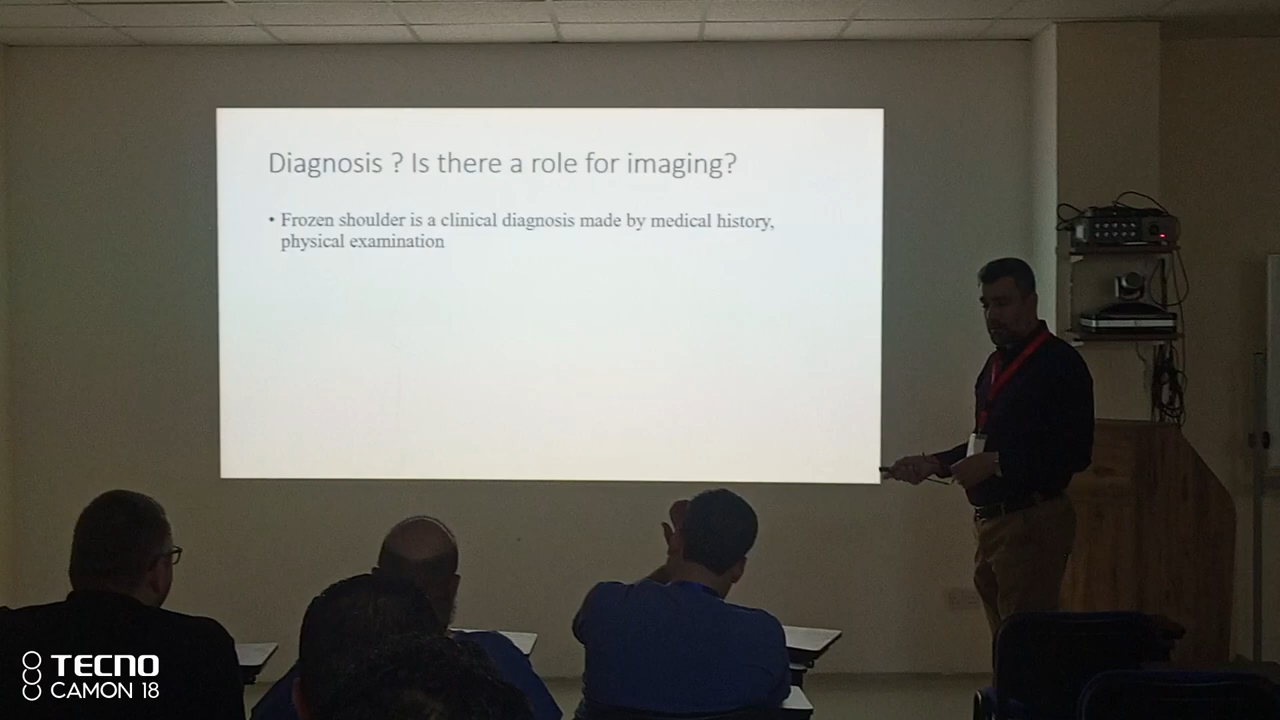 Diagnosis ? Is there a role for imaging?
• Frozen shoulder is a clinical diagnosis made by medical history,
physical examination
TECNO
CAMON 18